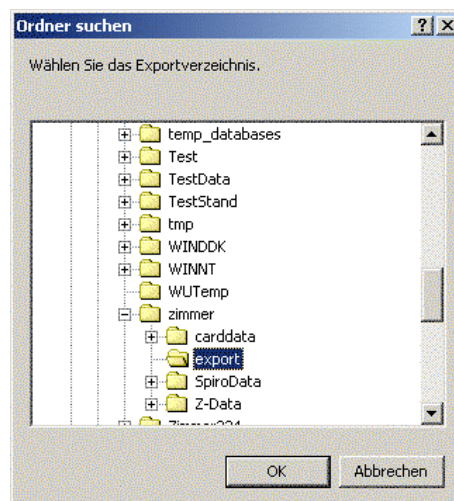 Ordner suchen
Wählen Sie das Exportverzeichnis.
temp_databases
Test
TestData
TestStand
tmp
WINDDK
WINNT
WUTemp
zimmer
carddata
export
SpiroData
Z-Data
OK Abbrechen